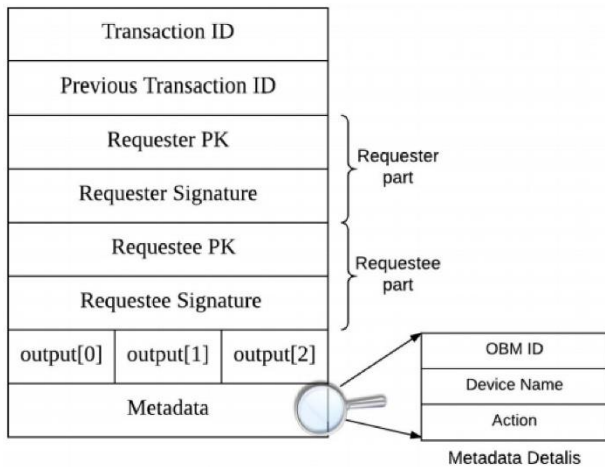 Transaction ID
Previous Transaction ID
Requester PK
Requester Signature
Requester
part
Requestee PK
Requestee Signature
Requestee
part
output[0] output[1] output[2]
Metadata
OBM ID
Device Name
Action
Metadata Detalis